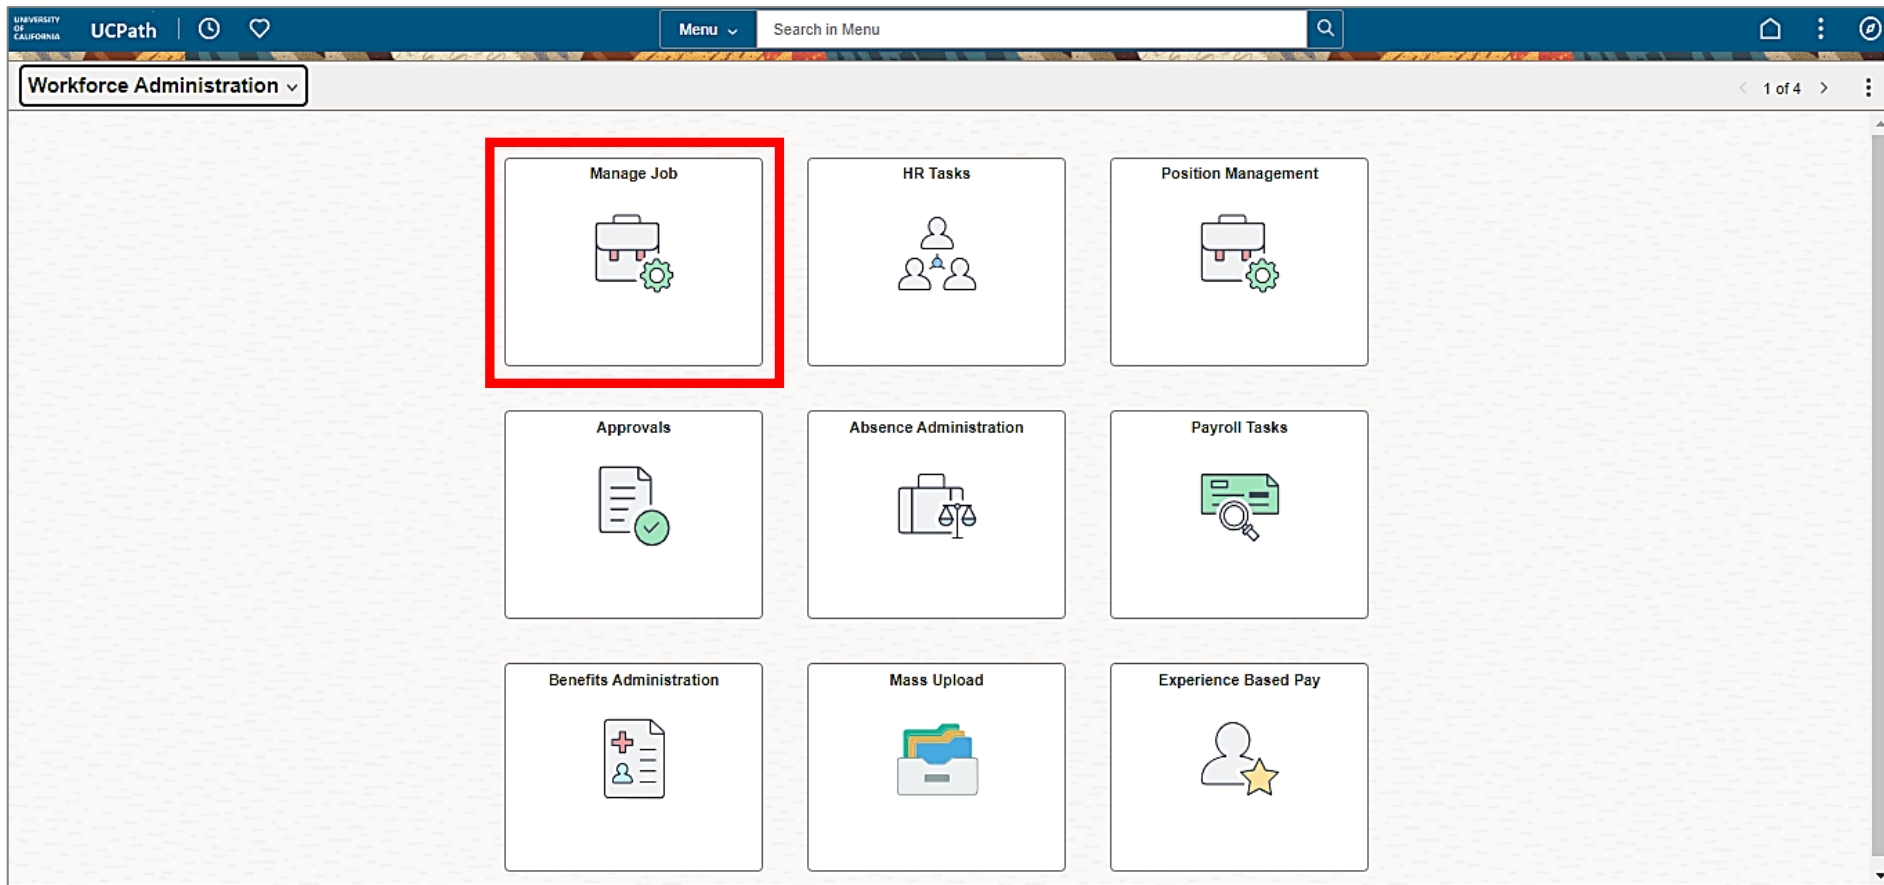 UNIVERSITY
OF
CALIFORNIA
UCPath
Menu
Search in Menu
Workforce Administration
1 of 4
Manage Job
HR Tasks
Position Management
Approvals
Absence Administration
Payroll Tasks
Benefits Administration
Mass Upload
Experience Based Pay